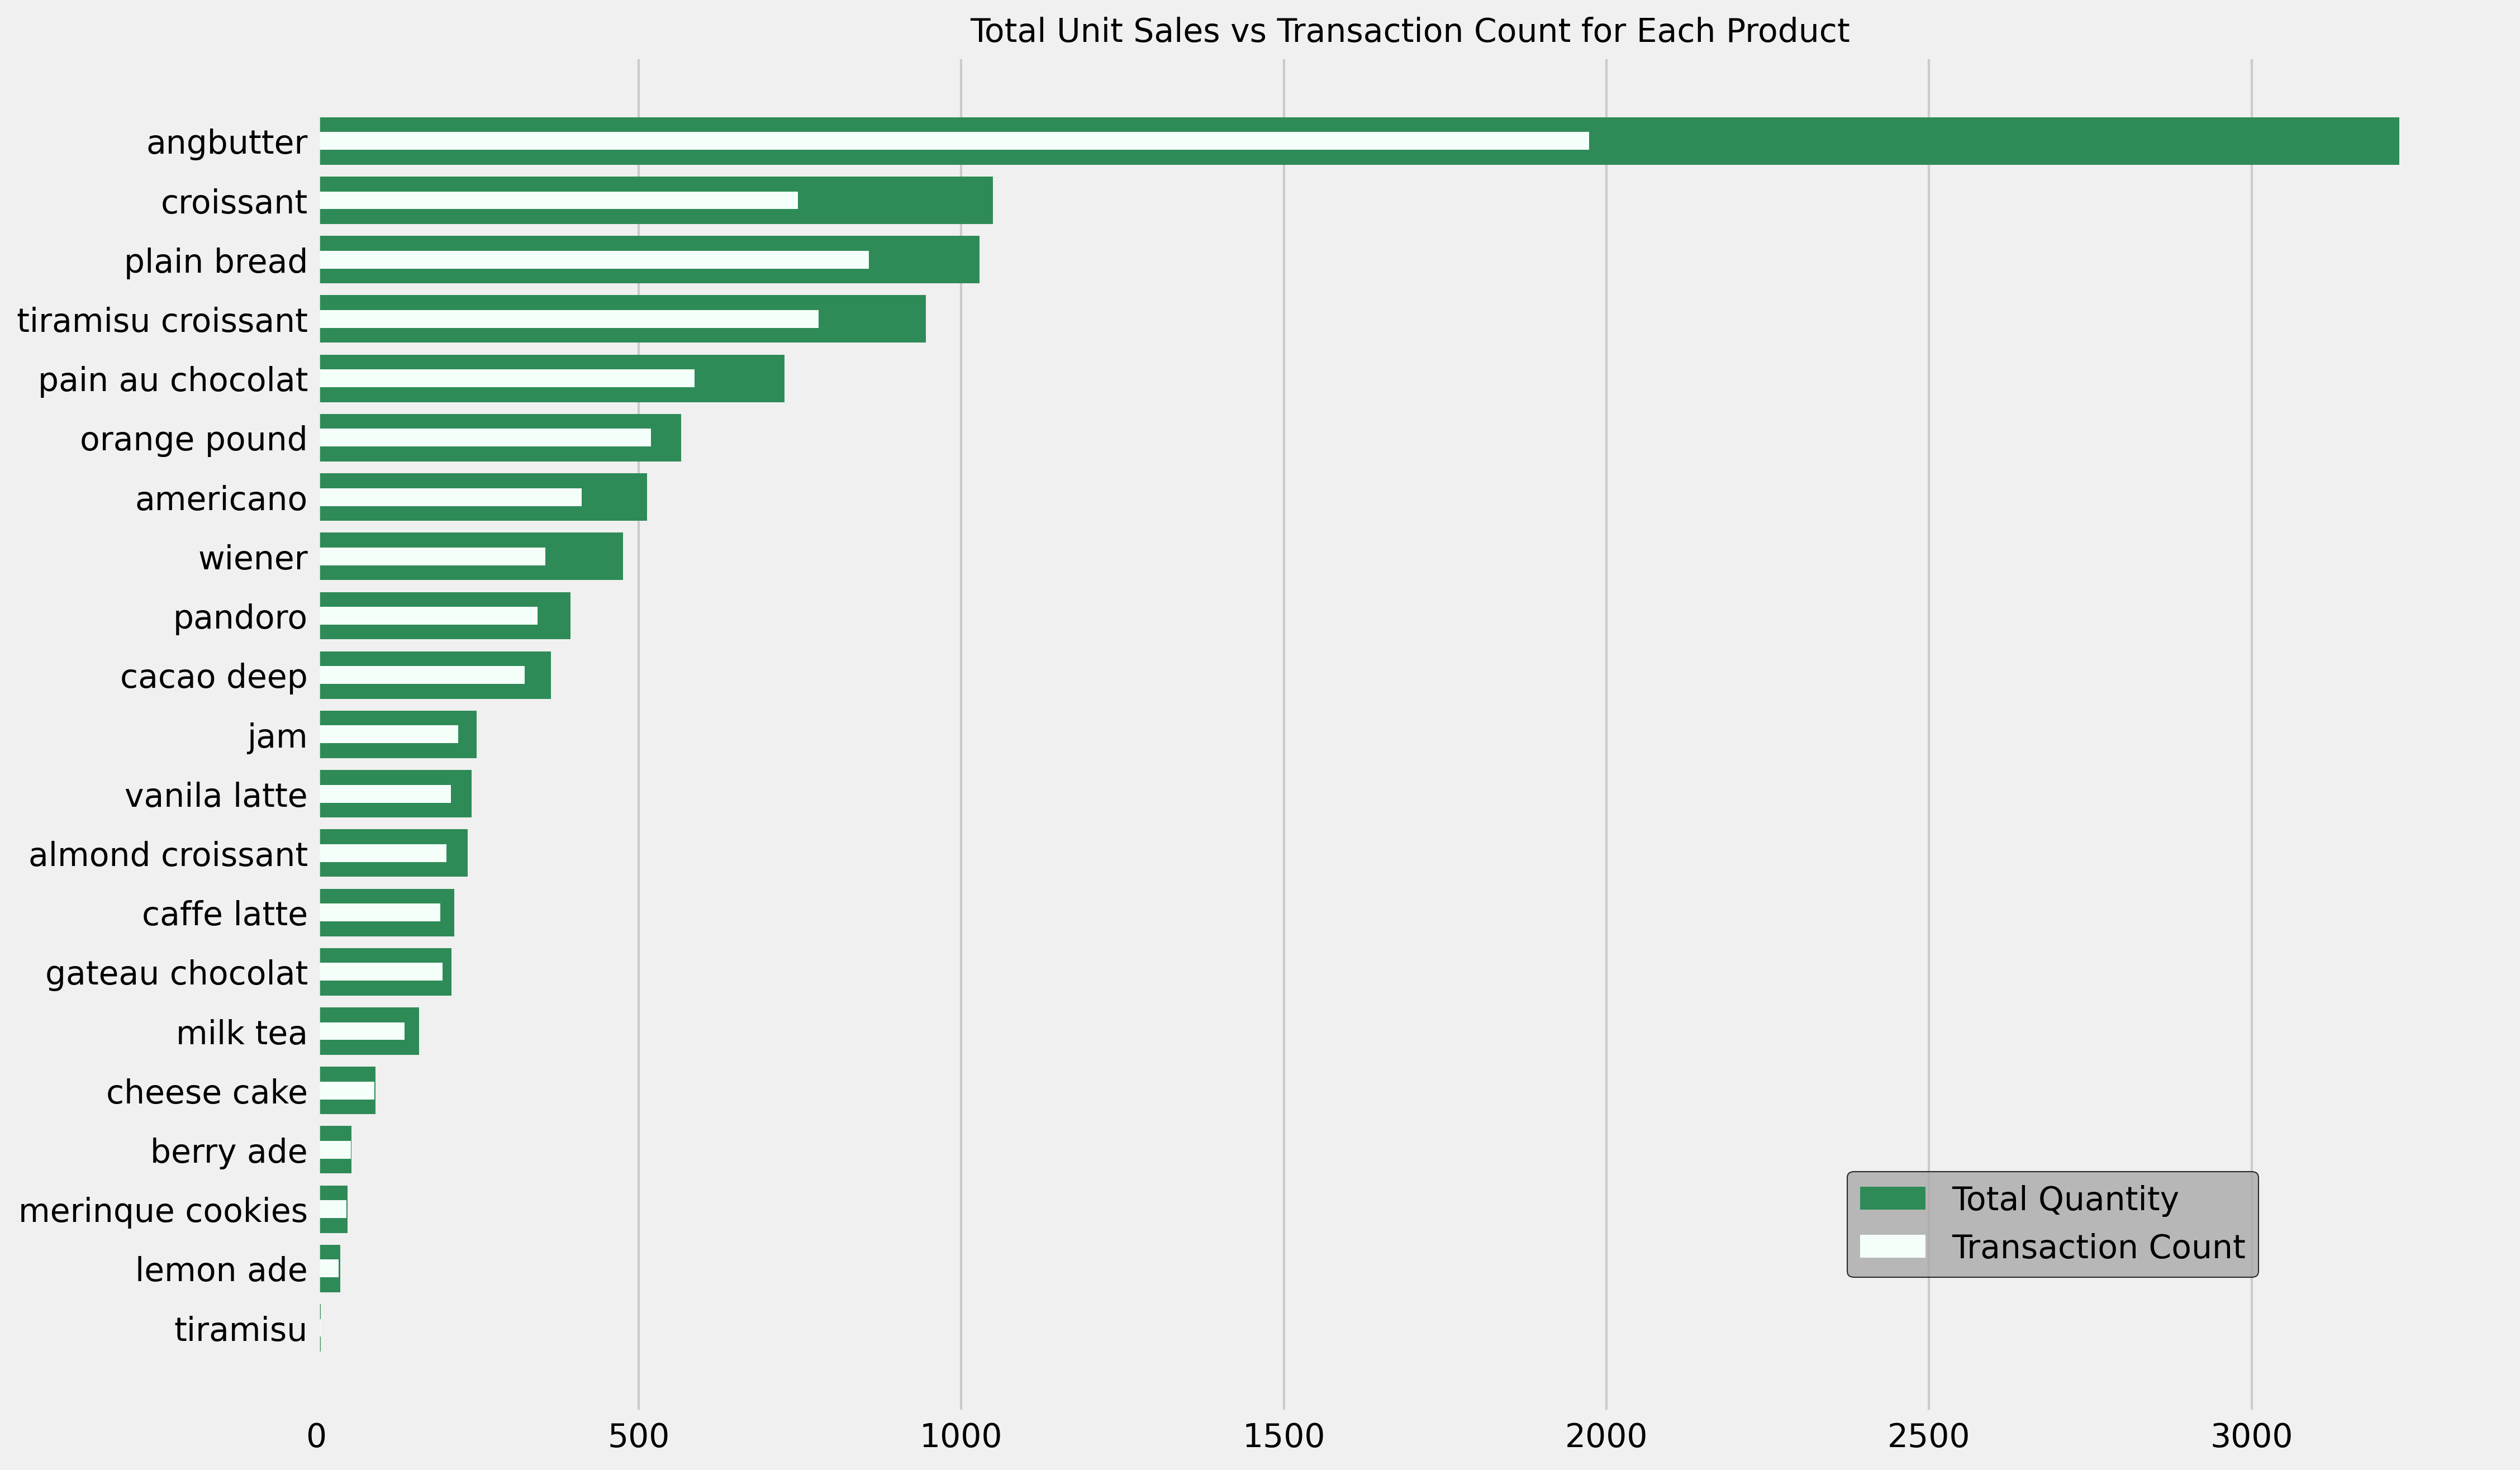 Total Unit Sales vs Transaction Count for Each Product
angbutter
croissant
plain bread
tiramisu croissant
pain au chocolat
orange pound
americano
wiener
pandoro
cacao deep
jam
vanila latte
almond croissant
caffe latte
gateau chocolat
milk tea
cheese cake
berry ade
merinque cookies
lemon ade
tiramisu
Total Quantity
Transaction Count
0 500 1000 1500 2000 2500 3000